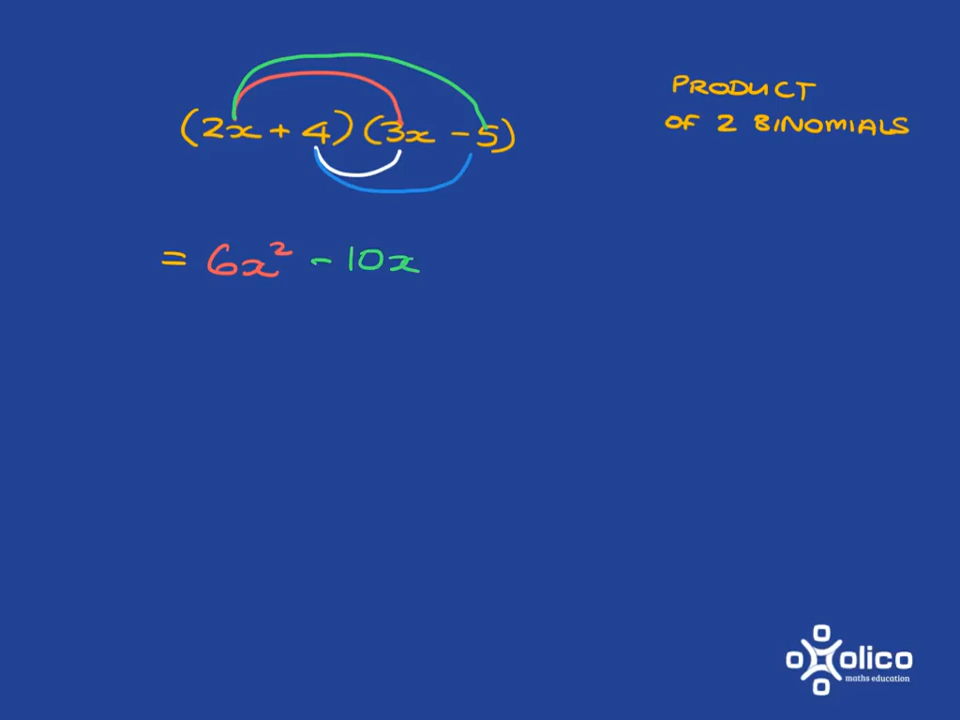 (2x + 4)(3x - 5)
PRODUCT
OF 2 BINOMIALS
= 6x² - 10x
olico
maths education